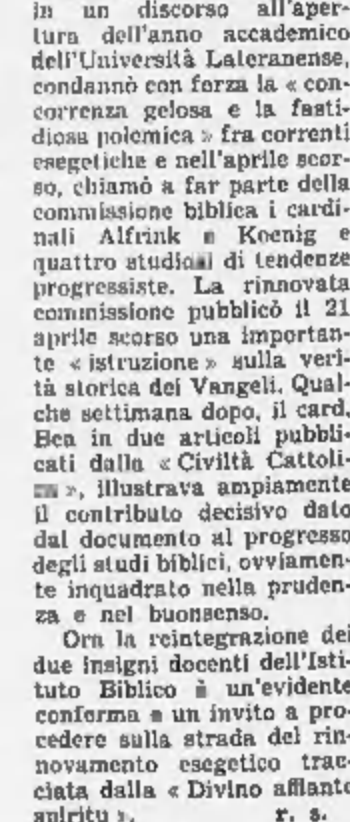 in un discorso all'aper-
tura dell'anno accademico
dell'Università Lateranense,
condannò con forza la « con-
correnza gelosa e la fasti-
diosa polemica » fra correnti
esegetiche e nell'aprile scor-
so, chiamò a far parte della
commissione biblica i cardi-
nali Alfrink e Koenig e
quattro studiosi di tendenze
progressiste. La rinnovata
commissione pubblicò il 21
aprile scorso una importan-
te « istruzione » sulla veri-
tà storica dei Vangeli. Qual-
che settimana dopo, il card.
Bea in due articoli pubbli-
cati dalla « Civiltà Cattoli-
», illustrava ampiamente
il contributo decisivo dato
dal documento al progresso
degli studi biblici, ovviamen-
te inquadrato nella pruden-
za e nel buonsenso.
Ora la reintegrazione dei
due insigni docenti dell'Isti-
tuto Biblico è un'evidente
conferma e un invito a pro-
cedere sulla strada del rin-
novamento esegetico trac-
ciata dalla « Divino afflante
spiritu ». r. s.